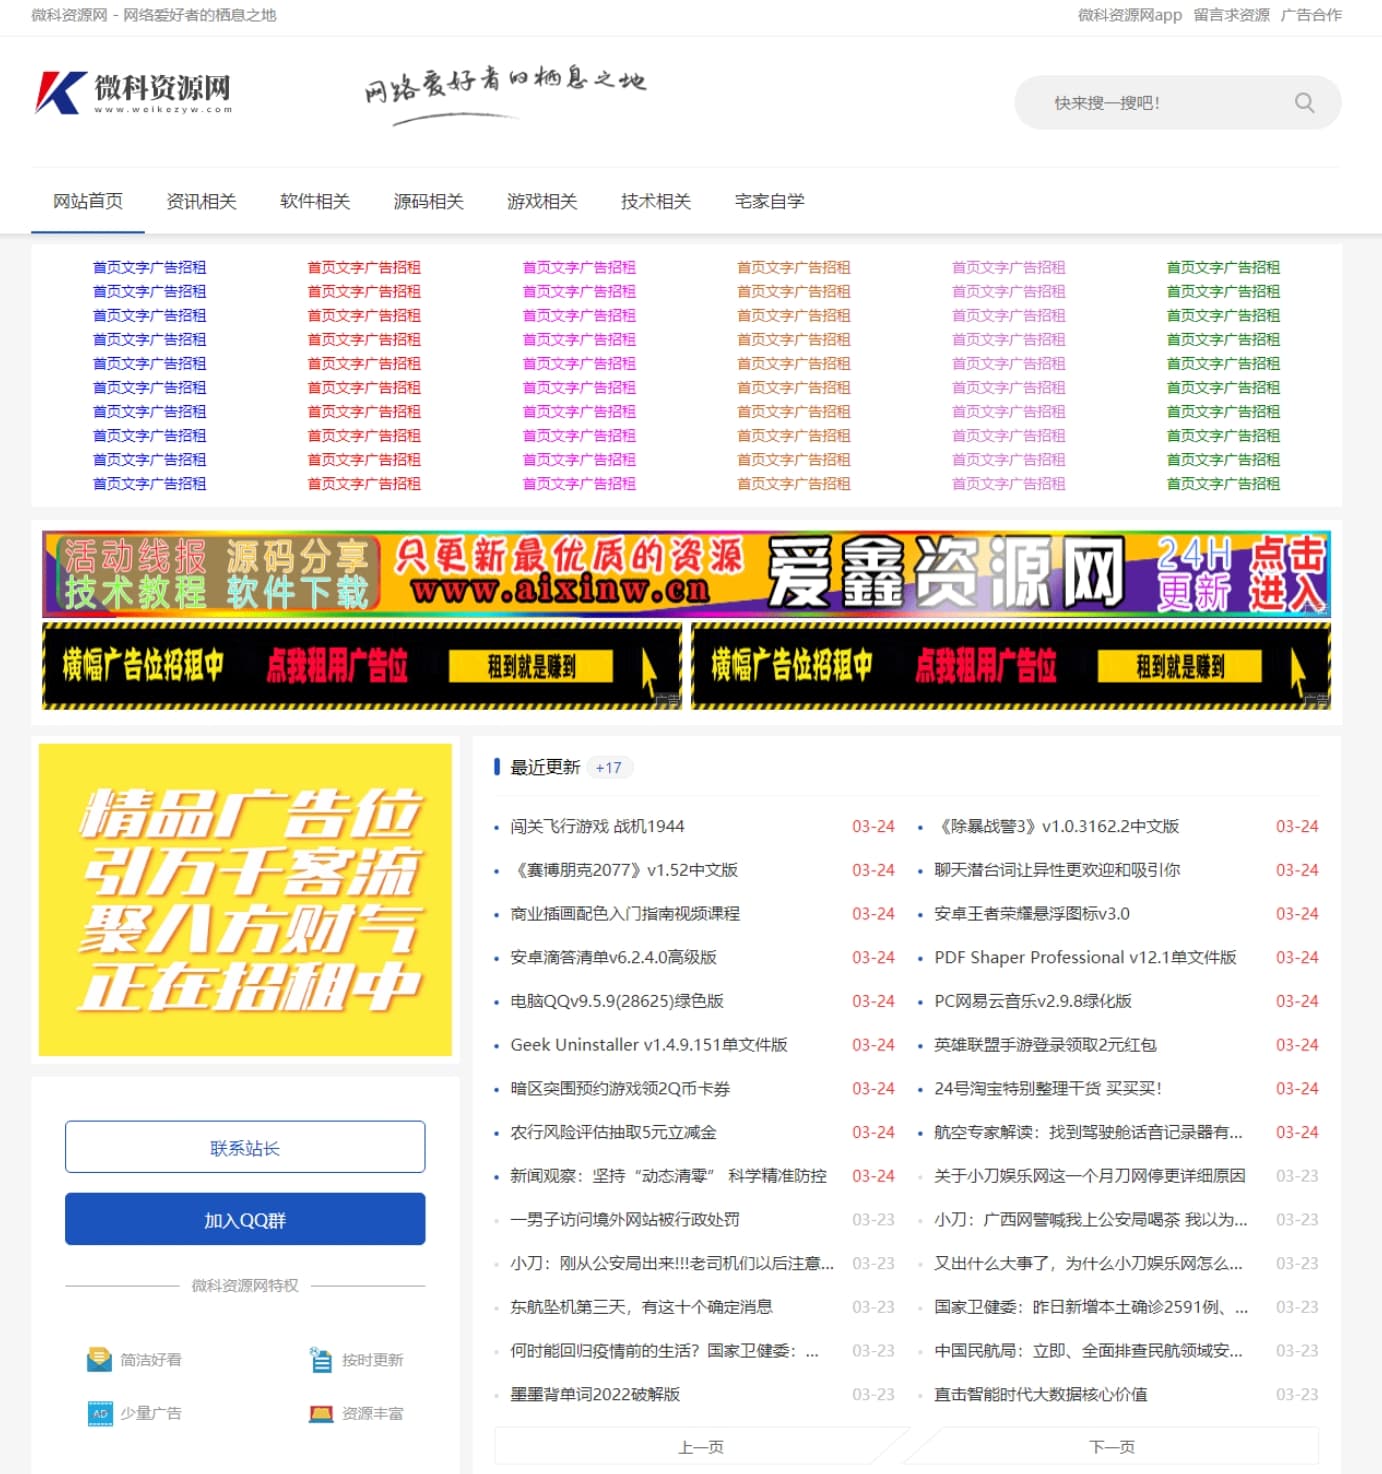 微科资源网 - 网络爱好者的栖息之地
微科资源网app 留言求资源 广告合作
微科资源网
www.weikezyw.com
网络爱好者的栖息之地
快来搜一搜吧!
网站首页 资讯相关 软件相关 源码相关 游戏相关 技术相关 宅家自学
首页文字广告招租 首页文字广告招租 首页文字广告招租 首页文字广告招租 首页文字广告招租 首页文字广告招租
首页文字广告招租 首页文字广告招租 首页文字广告招租 首页文字广告招租 首页文字广告招租 首页文字广告招租
首页文字广告招租 首页文字广告招租 首页文字广告招租 首页文字广告招租 首页文字广告招租 首页文字广告招租
首页文字广告招租 首页文字广告招租 首页文字广告招租 首页文字广告招租 首页文字广告招租 首页文字广告招租
首页文字广告招租 首页文字广告招租 首页文字广告招租 首页文字广告招租 首页文字广告招租 首页文字广告招租
首页文字广告招租 首页文字广告招租 首页文字广告招租 首页文字广告招租 首页文字广告招租 首页文字广告招租
首页文字广告招租 首页文字广告招租 首页文字广告招租 首页文字广告招租 首页文字广告招租 首页文字广告招租
首页文字广告招租 首页文字广告招租 首页文字广告招租 首页文字广告招租 首页文字广告招租 首页文字广告招租
首页文字广告招租 首页文字广告招租 首页文字广告招租 首页文字广告招租 首页文字广告招租 首页文字广告招租
首页文字广告招租 首页文字广告招租 首页文字广告招租 首页文字广告招租 首页文字广告招租 首页文字广告招租
活动线报 源码分享
技术教程 软件下载
只更新最优质的资源
www.aixinw.cn
爱鑫资源网
24H
更新
点击
进入
广告
横幅广告位招租中 点我租用广告位 租到就是赚到
广告
横幅广告位招租中 点我租用广告位 租到就是赚到
广告
精品广告位
引万千客流
聚八方财气
正在招租中
联系站长
加入QQ群
微科资源网特权
简洁好看 按时更新
AD 少量广告 资源丰富
最近更新 +17
闯关飞行游戏 战机1944 03-24
《除暴战警3》v1.0.3162.2中文版 03-24
《赛博朋克2077》v1.52中文版 03-24
聊天潜台词让异性更欢迎和吸引你 03-24
商业插画配色入门指南视频课程 03-24
安卓王者荣耀悬浮图标v3.0 03-24
安卓滴答清单v6.2.4.0高级版 03-24
PDF Shaper Professional v12.1单文件版 03-24
电脑QQv9.5.9(28625)绿色版 03-24
PC网易云音乐v2.9.8绿化版 03-24
Geek Uninstaller v1.4.9.151单文件版 03-24
英雄联盟手游登录领取2元红包 03-24
暗区突围预约游戏领2Q币卡券 03-24
24号淘宝特别整理干货 买买买! 03-24
农行风险评估抽取5元立减金 03-24
航空专家解读：找到驾驶舱话音记录器有... 03-24
新闻观察：坚持“动态清零” 科学精准防控 03-24
关于小刀娱乐网这一个月刀网停更详细原因 03-23
一男子访问境外网站被行政处罚 03-23
小刀：广西网警喊我上公安局喝茶 我以为... 03-23
小刀：刚从公安局出来!!!老司机们以后注意... 03-23
又出什么大事了，为什么小刀娱乐网怎么... 03-23
东航坠机第三天，有这十个确定消息 03-23
国家卫健委：昨日新增本土确诊2591例、... 03-23
何时能回归疫情前的生活？国家卫健委：... 03-23
中国民航局：立即、全面排查民航领域安... 03-23
墨墨背单词2022破解版 03-23
直击智能时代大数据核心价值 03-23
上一页 下一页